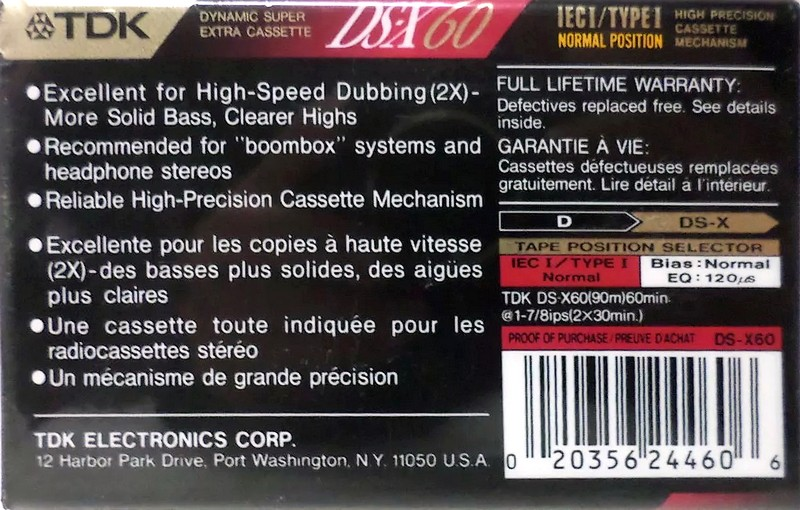 TDK
DYNAMIC SUPER
EXTRA CASSETTE
DS·X60
IEC I/TYPE I
NORMAL POSITION
HIGH PRECISION
CASSETTE
MECHANISM
●Excellent for High-Speed Dubbing (2X)-
More Solid Bass, Clearer Highs
●Recommended for "boombox" systems and
headphone stereos
●Reliable High-Precision Cassette Mechanism
●Excellente pour les copies à haute vitesse
(2X)-des basses plus solides, des aigües
plus claires
●Une cassette toute indiquée pour les
radiocassettes stéréo
●Un mécanisme de grande précision
TDK ELECTRONICS CORP.
12 Harbor Park Drive, Port Washington, N.Y. 11050 U.S.A.
FULL LIFETIME WARRANTY:
Defectives replaced free. See details
inside.
GARANTIE À VIE:
Cassettes défectueuses remplacées
gratuitement. Lire détail à l'intérieur.
D DS-X
TAPE POSITION SELECTOR
IEC I/TYPE I
Normal
Bias:Normal
EQ:120μs
TDK DS-X60(90m)60min.
@1-7/8ips(2×30min.)
PROOF OF PURCHASE/PREUVE D'ACHAT DS-X60
0 20356 24460 6